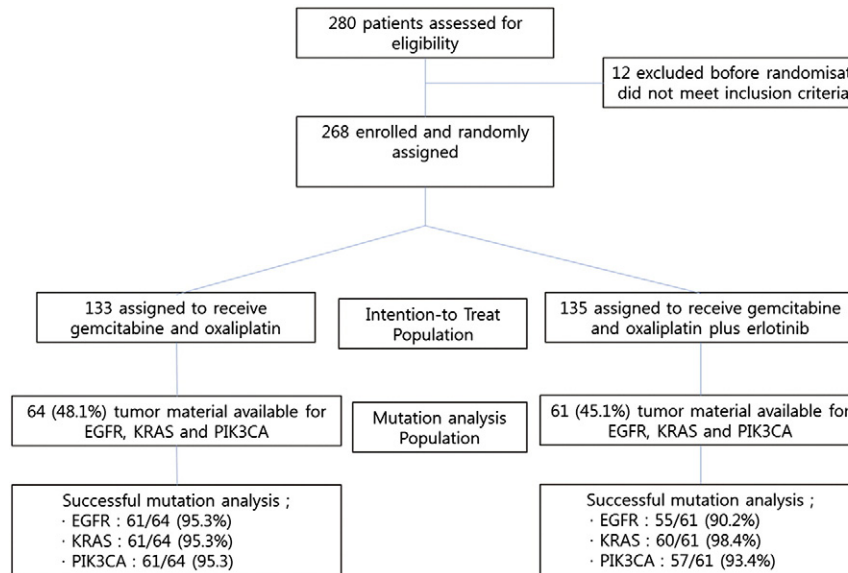 280 patients assessed for
eligibility
12 excluded bofore
did not meet inclusion criteria
268 enrolled and randomly
assigned
133 assigned to receive
gemcitabine and oxaliplatin
Intention-to Treat
Population
135 assigned to receive gemcitabine
and oxaliplatin plus erlotinib
64 (48.1%) tumor material available for
EGFR, KRAS and PIK3CA
Mutation analysis
Population
61 (45.1%) tumor material available for
EGFR, KRAS and PIK3CA
Successful mutation analysis ;
· EGFR : 61/64 (95.3%)
· KRAS : 61/64 (95.3%)
· PIK3CA : 61/64 (95.3)
Successful mutation analysis ;
· EGFR : 55/61 (90.2%)
· KRAS : 60/61 (98.4%)
· PIK3CA : 57/61 (93.4%)